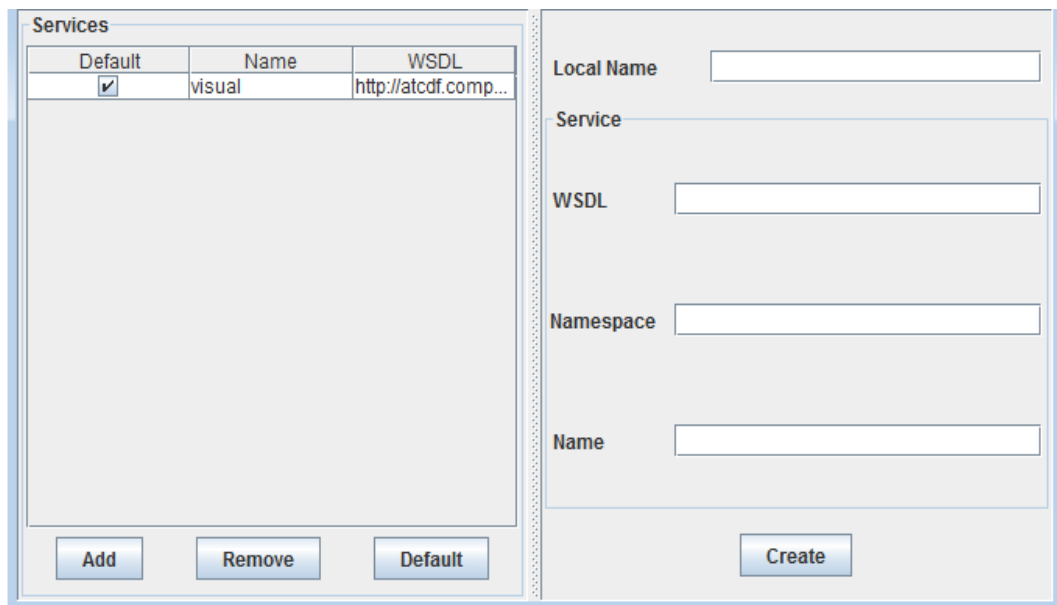 Services
Default Name WSDL
visual http://atcdf.comp...
Add Remove Default
Local Name
Service
WSDL
Namespace
Name
Create